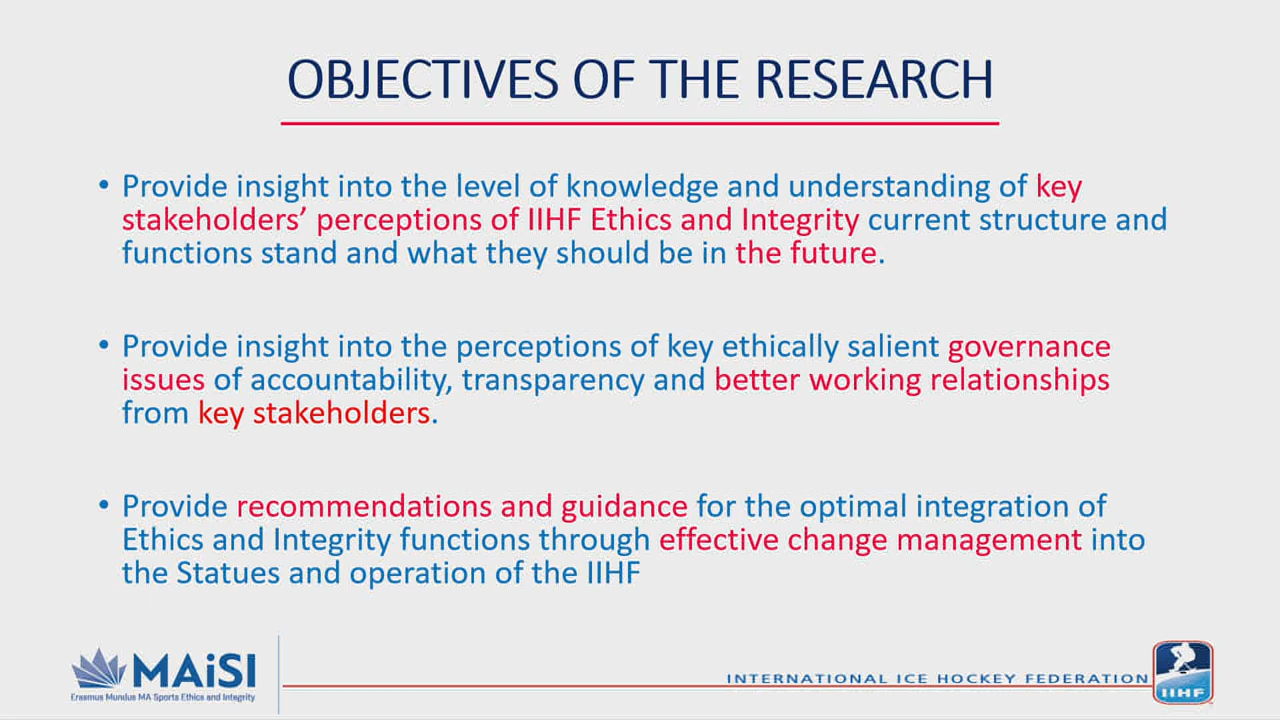 OBJECTIVES OF THE RESEARCH
• Provide insight into the level of knowledge and understanding of key
stakeholders’ perceptions of IIHF Ethics and Integrity current structure and
functions stand and what they should be in the future.
• Provide insight into the perceptions of key ethically salient governance
issues of accountability, transparency and better working relationships
from key stakeholders.
• Provide recommendations and guidance for the optimal integration of
Ethics and Integrity functions through effective change management into
the Statues and operation of the IIHF
MAiSI
Erasmus Mundus MA Sports Ethics and Integrity
INTERNATIONAL ICE HOCKEY FEDERATION
IIHF